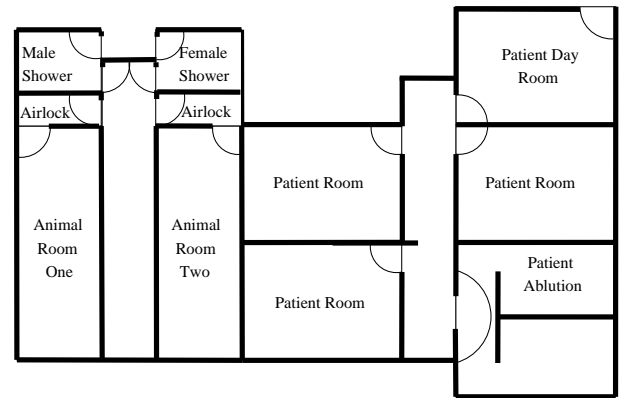 Male
Shower
Female
Shower
Patient Day
Room
Airlock
Airlock
Patient Room
Patient Room
Animal
Room
One
Animal
Room
Two
Patient
Ablution
Patient Room